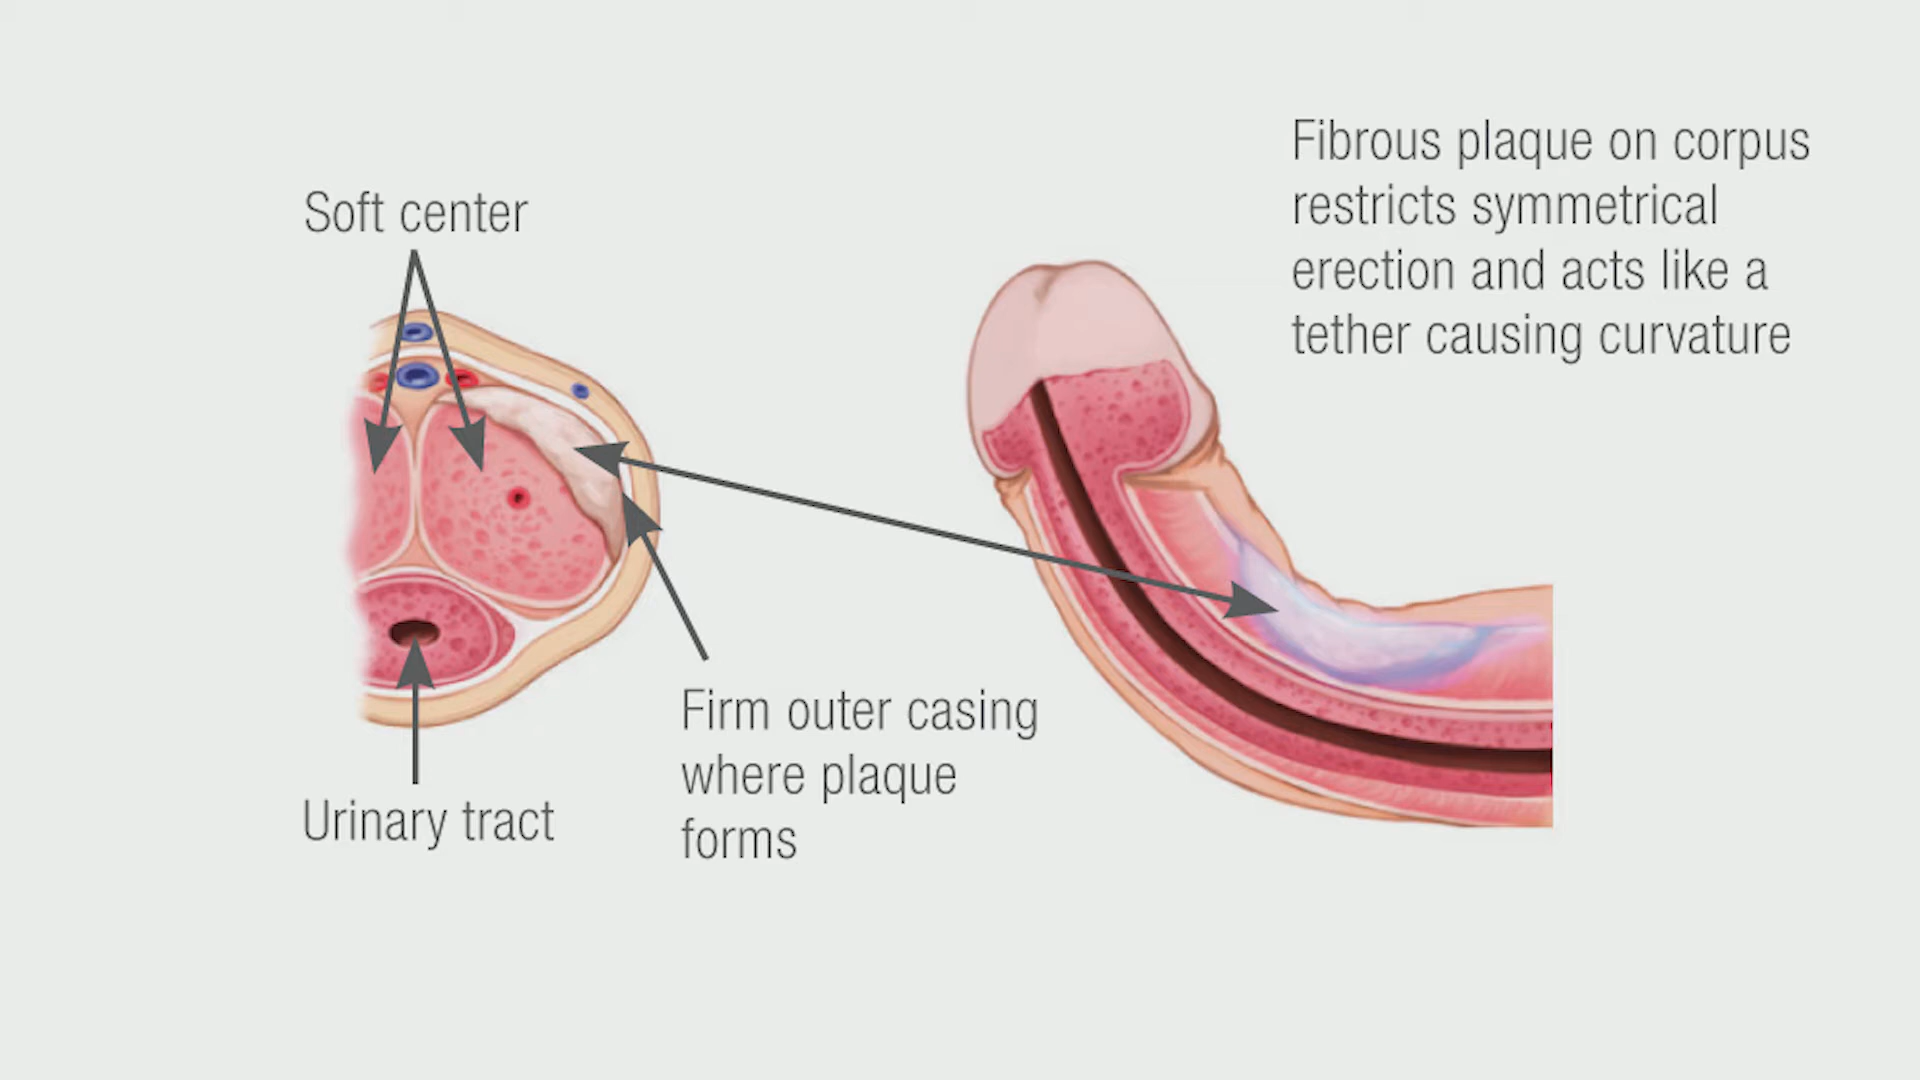 Soft center
Urinary tract
Firm outer casing
where plaque
forms
Fibrous plaque on corpus
restricts symmetrical
erection and acts like a
tether causing curvature